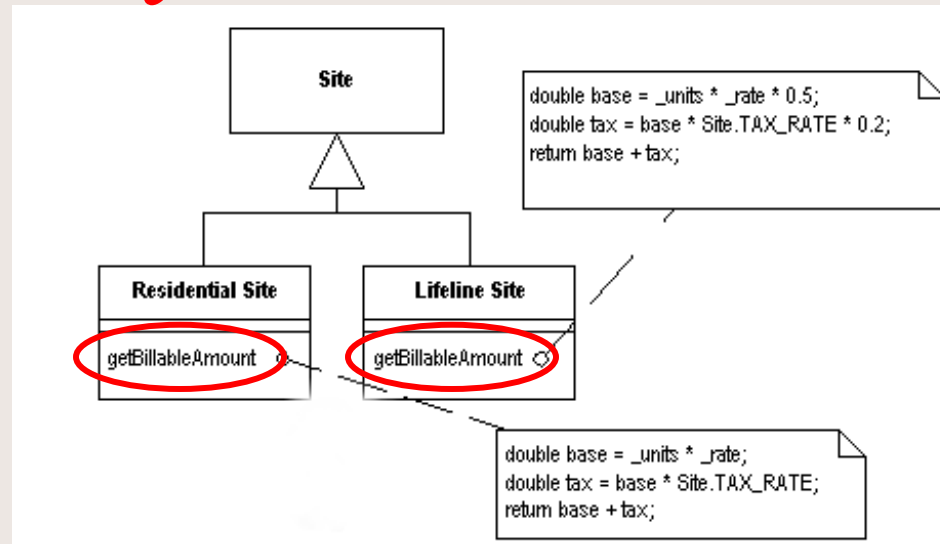 Site
double base = _units * _rate * 0.5;
double tax = base * Site.TAX_RATE * 0.2;
return base + tax;
Residential Site
getBillableAmount
Lifeline Site
getBillableAmount
double base = _units * _rate;
double tax = base * Site.TAX_RATE;
return base + tax;